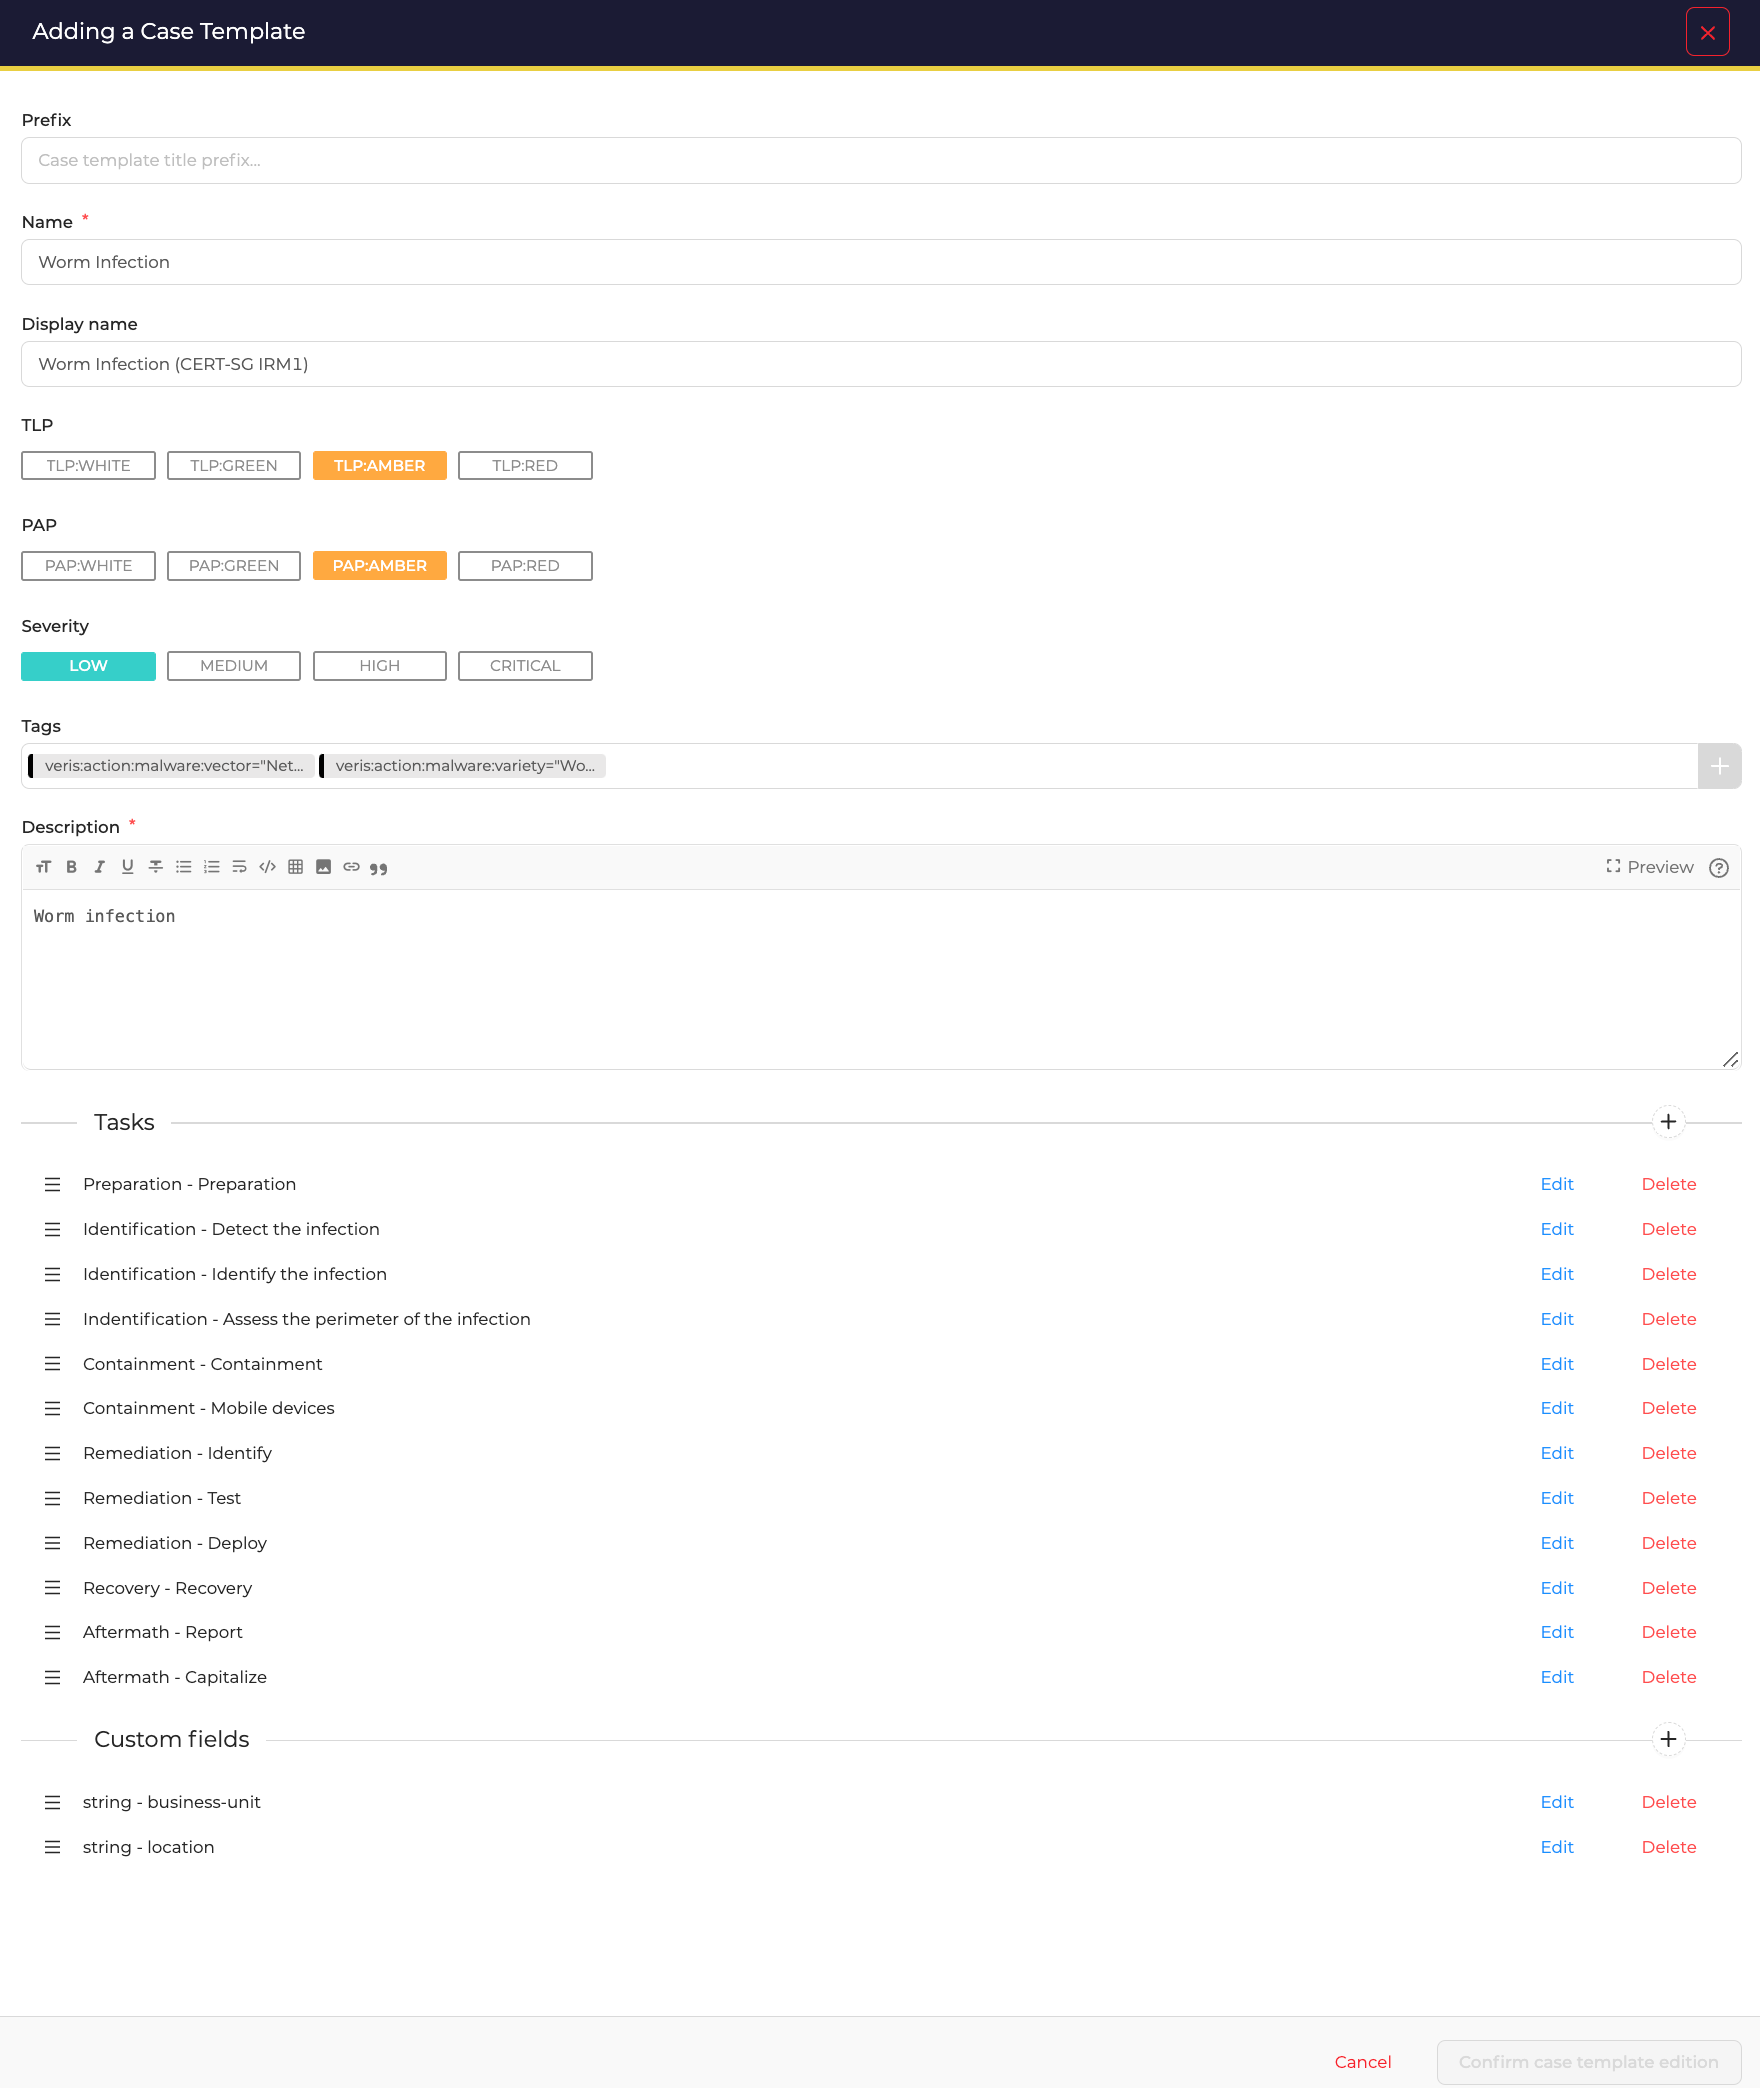 Adding a Case Template
Prefix
Case template title prefix...
Name *
Worm Infection
Display name
Worm Infection (CERT-SG IRM1)
TLP
TLP:WHITE TLP:GREEN TLP:AMBER TLP:RED
PAP
PAP:WHITE PAP:GREEN PAP:AMBER PAP:RED
Severity
LOW MEDIUM HIGH CRITICAL
Tags
veris:action:malware:vector="Net... veris:action:malware:variety="Wo...
Description *
Preview
Worm infection
Tasks
Preparation - Preparation Edit Delete
Identification - Detect the infection Edit Delete
Identification - Identify the infection Edit Delete
Indentification - Assess the perimeter of the infection Edit Delete
Containment - Containment Edit Delete
Containment - Mobile devices Edit Delete
Remediation - Identify Edit Delete
Remediation - Test Edit Delete
Remediation - Deploy Edit Delete
Recovery - Recovery Edit Delete
Aftermath - Report Edit Delete
Aftermath - Capitalize Edit Delete
Custom fields
string - business-unit Edit Delete
string - location Edit Delete
Cancel Confirm case template edition